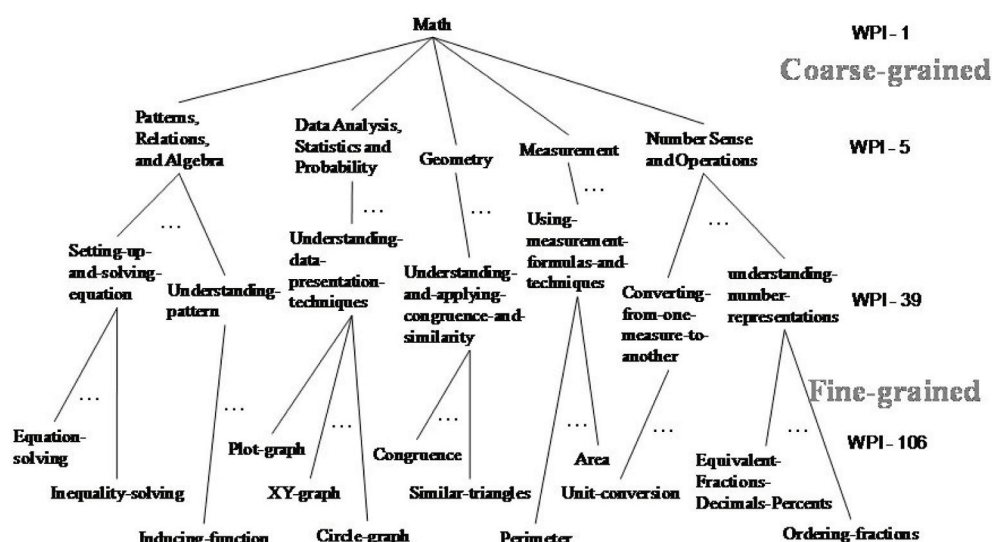 Math
WPI - 1
Coarse-grained
Patterns,
Relations,
and Algebra
Data Analysis,
Statistics and
Probability
Geometry
Measurement
Number Sense
and Operations
WPI - 5
...
...
...
...
...
Setting-up-
and-solving-
equation
Understanding-
pattern
Understanding-
data-
presentation-
techniques
Understanding-
and-applying-
congruence-and-
similarity
Using-
measurement-
formulas-and-
techniques
Converting-
from-one-
measure-to-
another
understanding-
number-
representations
WPI - 39
Fine-grained
...
...
...
...
...
...
...
Equation-
solving
Inequality-solving
Inducing-function
Plot-graph
XY-graph
Circle-graph
Congruence
Similar-triangles
Perimeter
Area
Unit-conversion
Equivalent-
Fractions-
Decimals-Percents
Ordering-fractions
WPI - 106